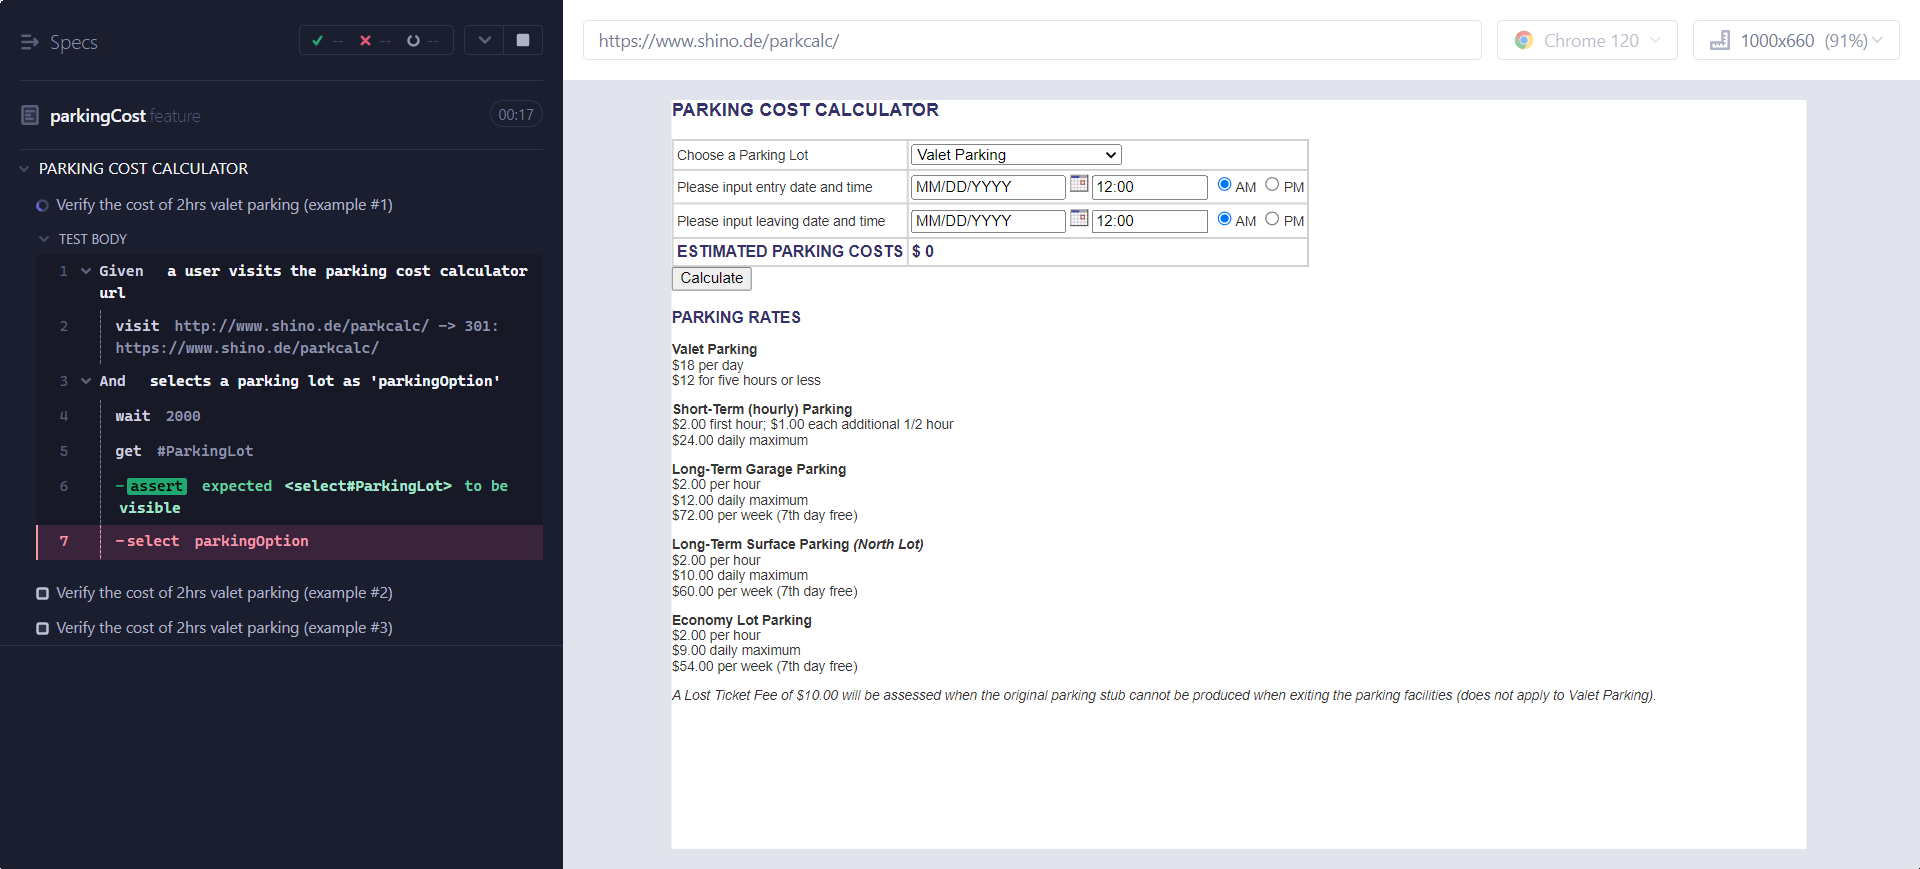 Specs
-- -- --
parkingCost.feature
00:17
PARKING COST CALCULATOR
Verify the cost of 2hrs valet parking (example #1)
TEST BODY
1 Given a user visits the parking cost calculator
url
2 visit http://www.shino.de/parkcalc/ -> 301:
https://www.shino.de/parkcalc/
3 And selects a parking lot as 'parkingOption'
4 wait 2000
5 get #ParkingLot
6 -assert expected <select#ParkingLot> to be
visible
7 -select parkingOption
Verify the cost of 2hrs valet parking (example #2)
Verify the cost of 2hrs valet parking (example #3)
https://www.shino.de/parkcalc/
Chrome 120
1000x660 (91%)
PARKING COST CALCULATOR
Choose a Parking Lot Valet Parking
Please input entry date and time MM/DD/YYYY 12:00 AM PM
Please input leaving date and time MM/DD/YYYY 12:00 AM PM
ESTIMATED PARKING COSTS $ 0
Calculate
PARKING RATES
Valet Parking
$18 per day
$12 for five hours or less
Short-Term (hourly) Parking
$2.00 first hour; $1.00 each additional 1/2 hour
$24.00 daily maximum
Long-Term Garage Parking
$2.00 per hour
$12.00 daily maximum
$72.00 per week (7th day free)
Long-Term Surface Parking (North Lot)
$2.00 per hour
$10.00 daily maximum
$60.00 per week (7th day free)
Economy Lot Parking
$2.00 per hour
$9.00 daily maximum
$54.00 per week (7th day free)
A Lost Ticket Fee of $10.00 will be assessed when the original parking stub cannot be produced when exiting the parking facilities (does not apply to Valet Parking).